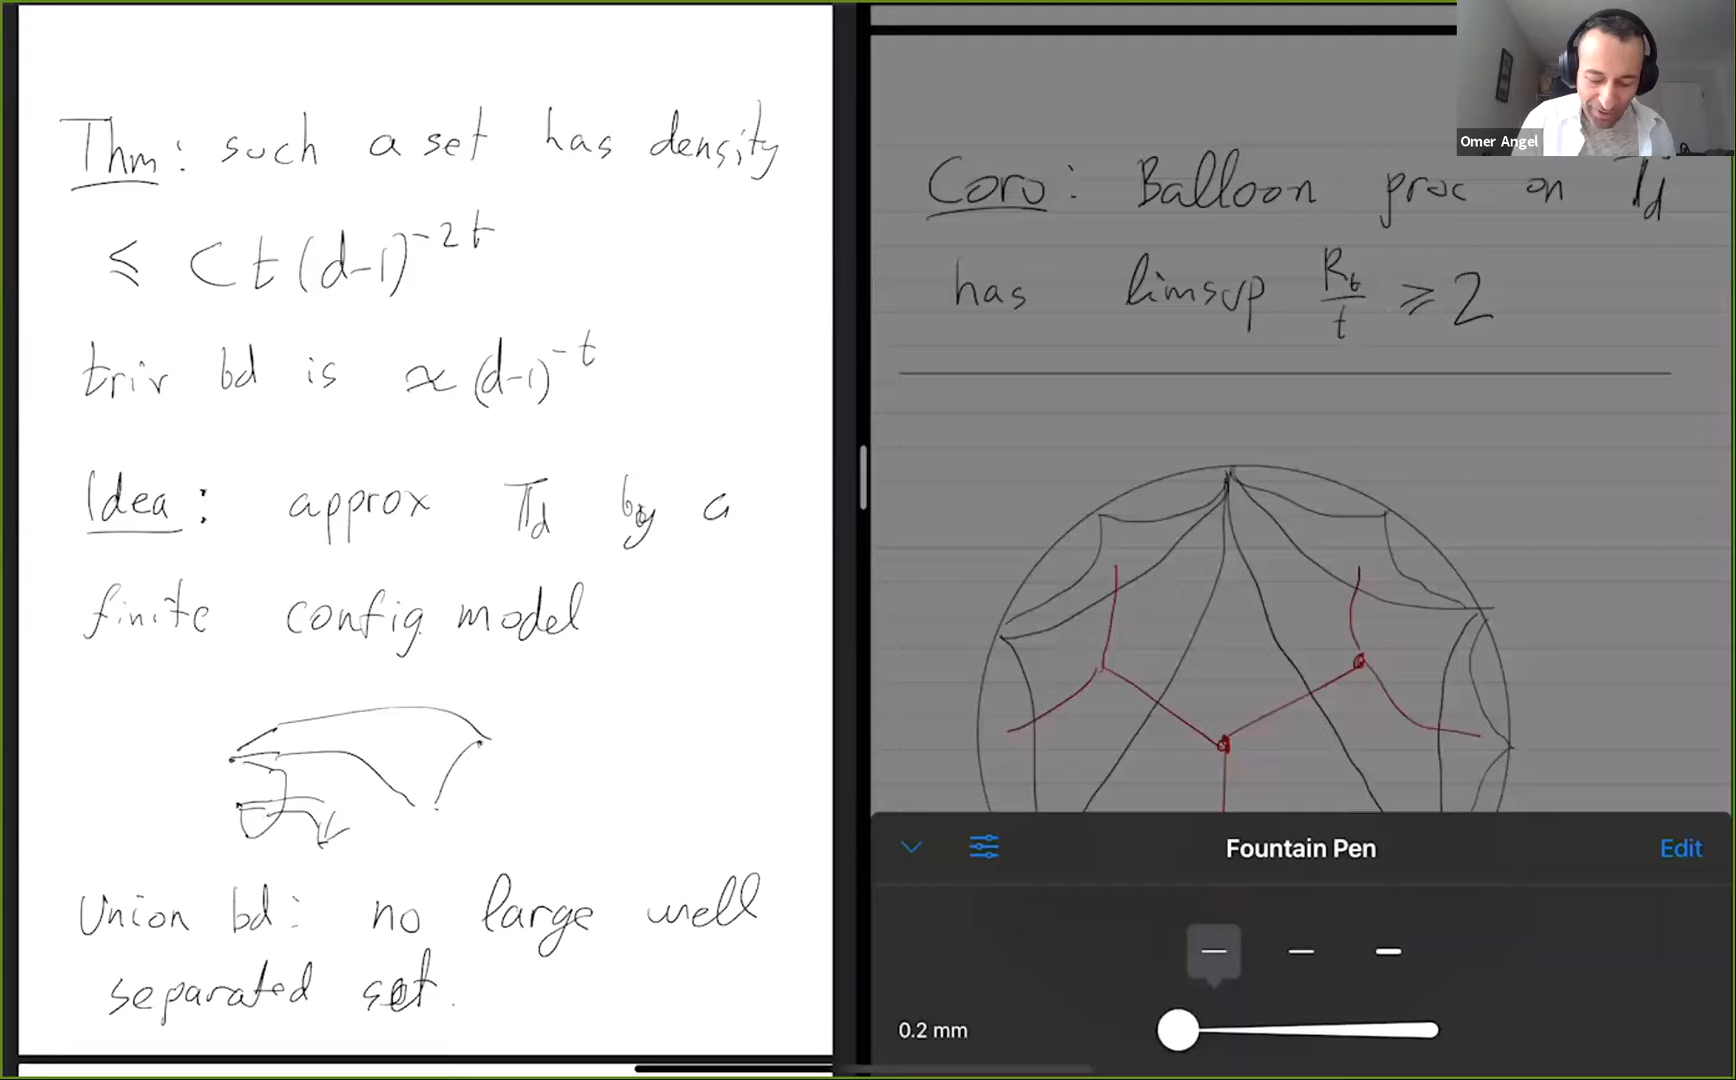 Thm: such a set has density
≤ C t (d-1)^{-2t}
triv bd is ≈ (d-1)^{-t}
Idea: approx T_d by a
finite config model
Union bd: no large well
separated set.
Omer Angel
Coro: Balloon proc on T_d
has limsup R_t/t ≥ 2
Fountain Pen
Edit
0.2 mm